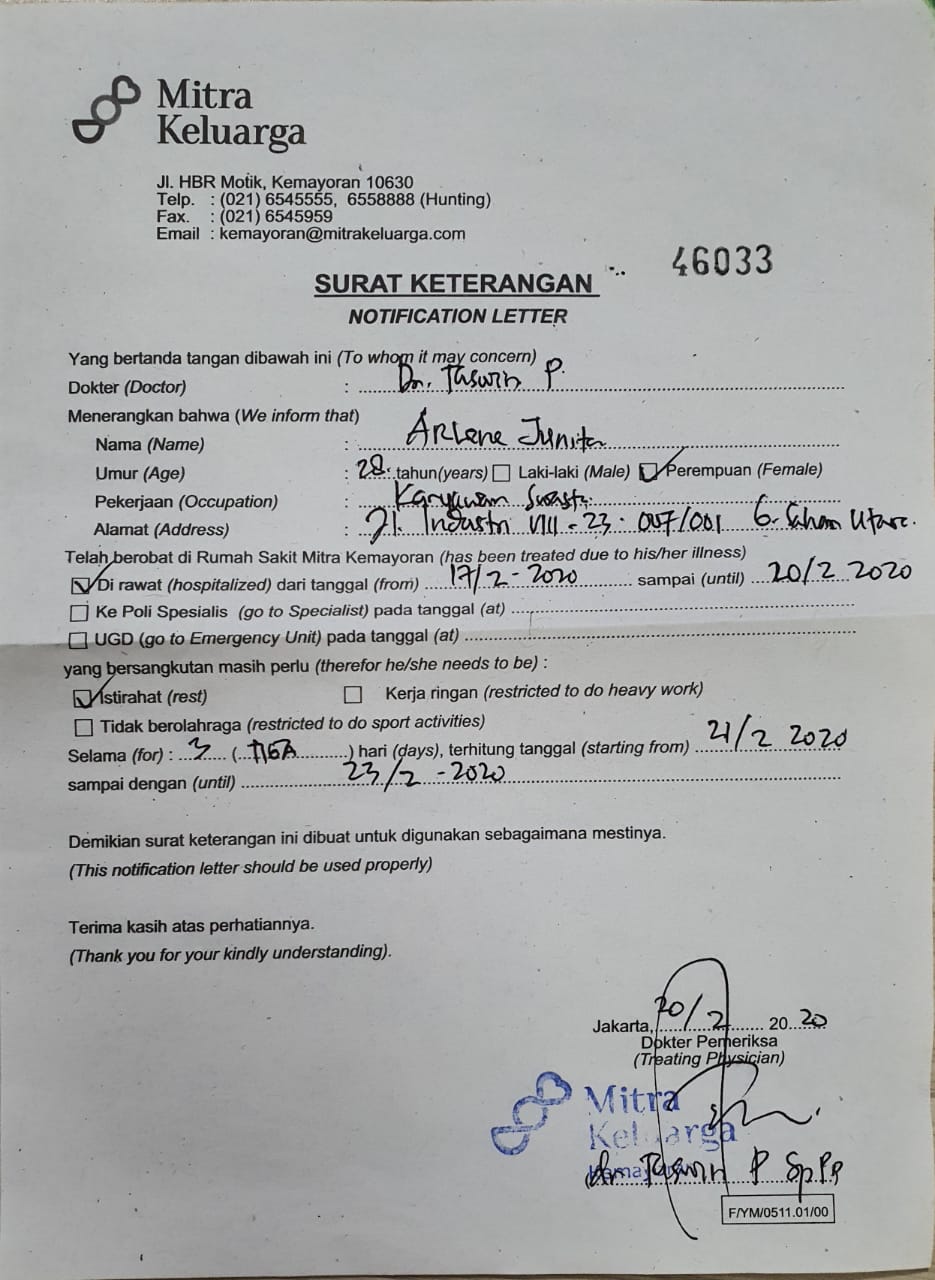 Mitra
Keluarga
Jl. HBR Motik, Kemayoran 10630
Telp. : (021) 6545555, 6558888 (Hunting)
Fax. : (021) 6545959
Email : kemayoran@mitrakeluarga.com
46033
SURAT KETERANGAN
NOTIFICATION LETTER
Yang bertanda tangan dibawah ini (To whom it may concern)
Dokter (Doctor) : Dr. Taswin P.
Menerangkan bahwa (We inform that)
Nama (Name) : Arlene Junita
Umur (Age) : 28 tahun(years) Laki-laki (Male) Perempuan (Female)
Pekerjaan (Occupation) : Karyawan Swasta
Alamat (Address) : Jl. Industri VIII - 23 : 007/001 G. Sahari Utara.
Telah berobat di Rumah Sakit Mitra Kemayoran (has been treated due to his/her illness)
Di rawat (hospitalized) dari tanggal (from) 17/2 - 2020 sampai (until) 20/2 2020
Ke Poli Spesialis (go to Specialist) pada tanggal (at)
UGD (go to Emergency Unit) pada tanggal (at)
yang bersangkutan masih perlu (therefor he/she needs to be) :
Istirahat (rest) Kerja ringan (restricted to do heavy work)
Tidak berolahraga (restricted to do sport activities)
Selama (for) : 3 (TIGA) hari (days), terhitung tanggal (starting from) 21/2 2020
sampai dengan (until) 23/2 - 2020
Demikian surat keterangan ini dibuat untuk digunakan sebagaimana mestinya.
(This notification letter should be used properly)
Terima kasih atas perhatiannya.
(Thank you for your kindly understanding).
Jakarta, 20/2 20 20
Dokter Pemeriksa
(Treating Physician)
Mitra
Keluarga
(dr Taswin P SpPD
F/YM/0511.01/00